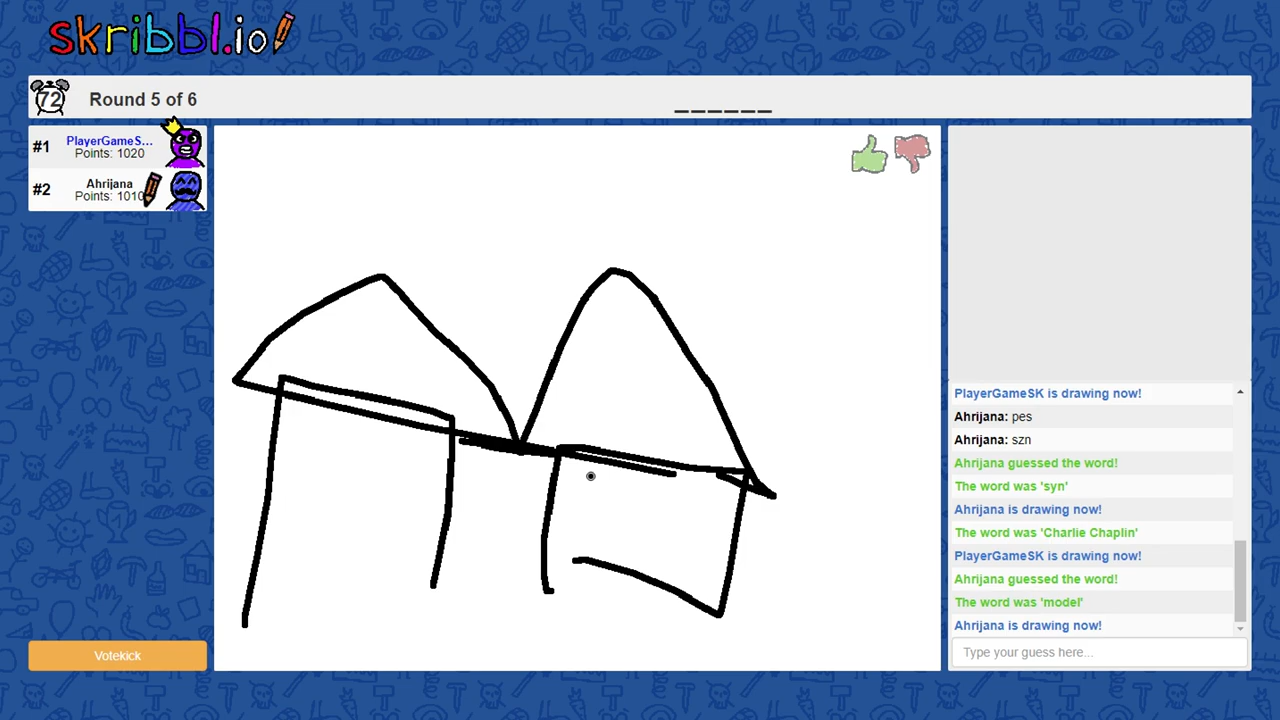 skribbl.io
72
Round 5 of 6
______
#1
PlayerGameS...
Points: 1020
#2
Ahrijana
Points: 1010
Votekick
PlayerGameSK is drawing now!
Ahrijana: pes
Ahrijana: szn
Ahrijana guessed the word!
The word was 'syn'
Ahrijana is drawing now!
The word was 'Charlie Chaplin'
PlayerGameSK is drawing now!
Ahrijana guessed the word!
The word was 'model'
Ahrijana is drawing now!
Type your guess here...